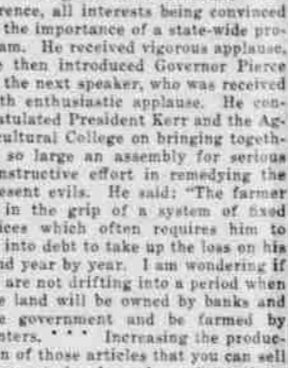 rence, all interests being convinced
the importance of a state-wide pro-
am. He received vigorous applause,
e then introduced Governor Pierce
the next speaker, who was received
th enthusiastic applause. He con-
atulated President Kerr and the Ag-
cultural College on bringing togeth-
so large an assembly for serious
nstructive effort in remedying the
esent evils. He said: "The farmer
in the grip of a system of fixed
ices which often requires him to
into debt to take up the loss on his
nd year by year. I am wondering if
are not drifting into a period when
e land will be owned by banks and
e government and be farmed by
nters. * * * Increasing the produc-
n of those articles that you can sell